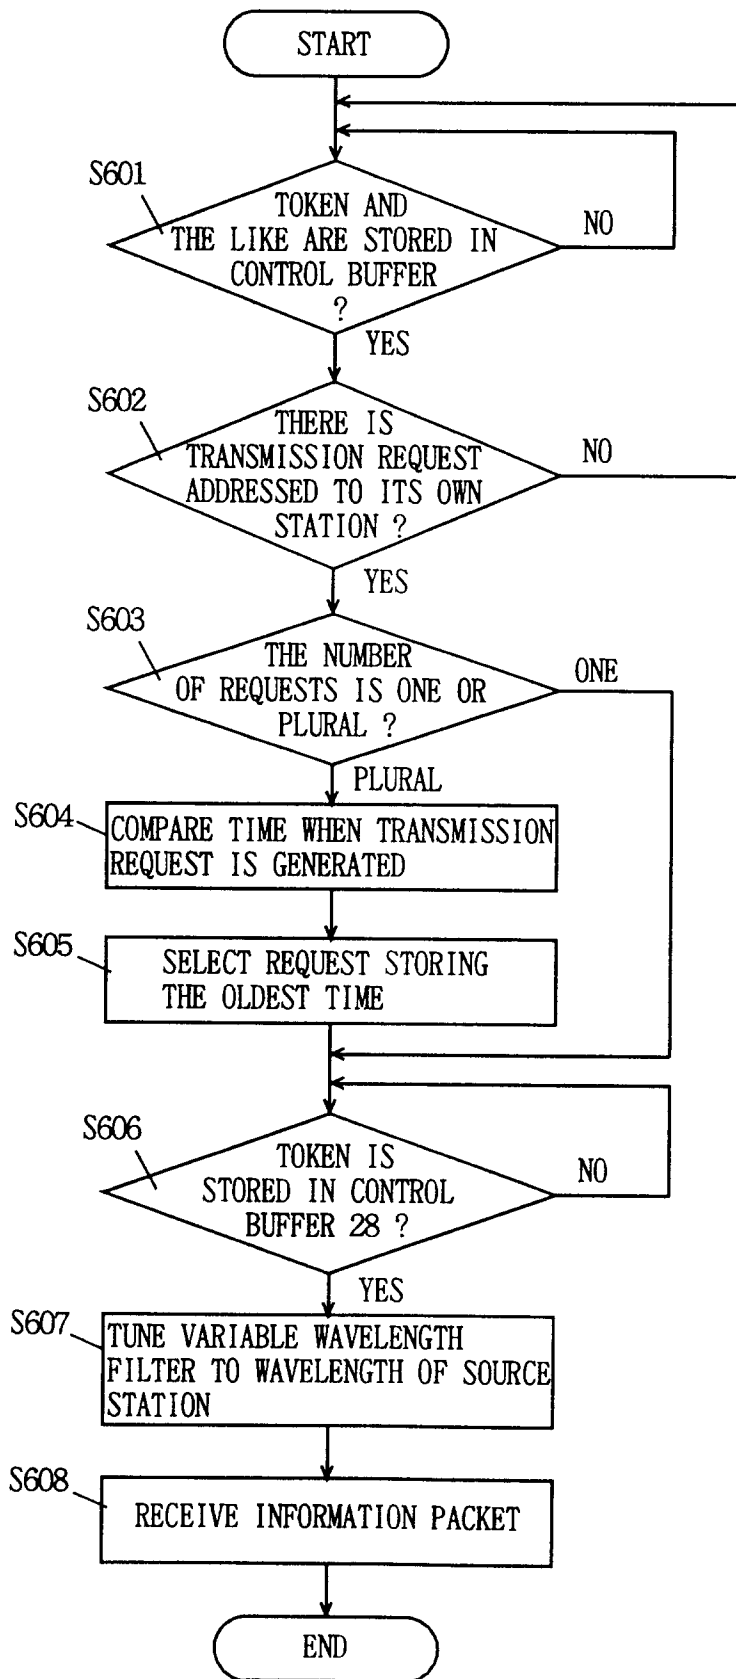 START
S601
TOKEN AND
THE LIKE ARE STORED IN
CONTROL BUFFER
?
NO
YES
S602
THERE IS
TRANSMISSION REQUEST
ADDRESSED TO ITS OWN
STATION ?
NO
YES
S603
THE NUMBER
OF REQUESTS IS ONE OR
PLURAL ?
ONE
PLURAL
S604
COMPARE TIME WHEN TRANSMISSION
REQUEST IS GENERATED
S605
SELECT REQUEST STORING
THE OLDEST TIME
S606
TOKEN IS
STORED IN CONTROL
BUFFER 28 ?
NO
YES
S607
TUNE VARIABLE WAVELENGTH
FILTER TO WAVELENGTH OF SOURCE
STATION
S608
RECEIVE INFORMATION PACKET
END